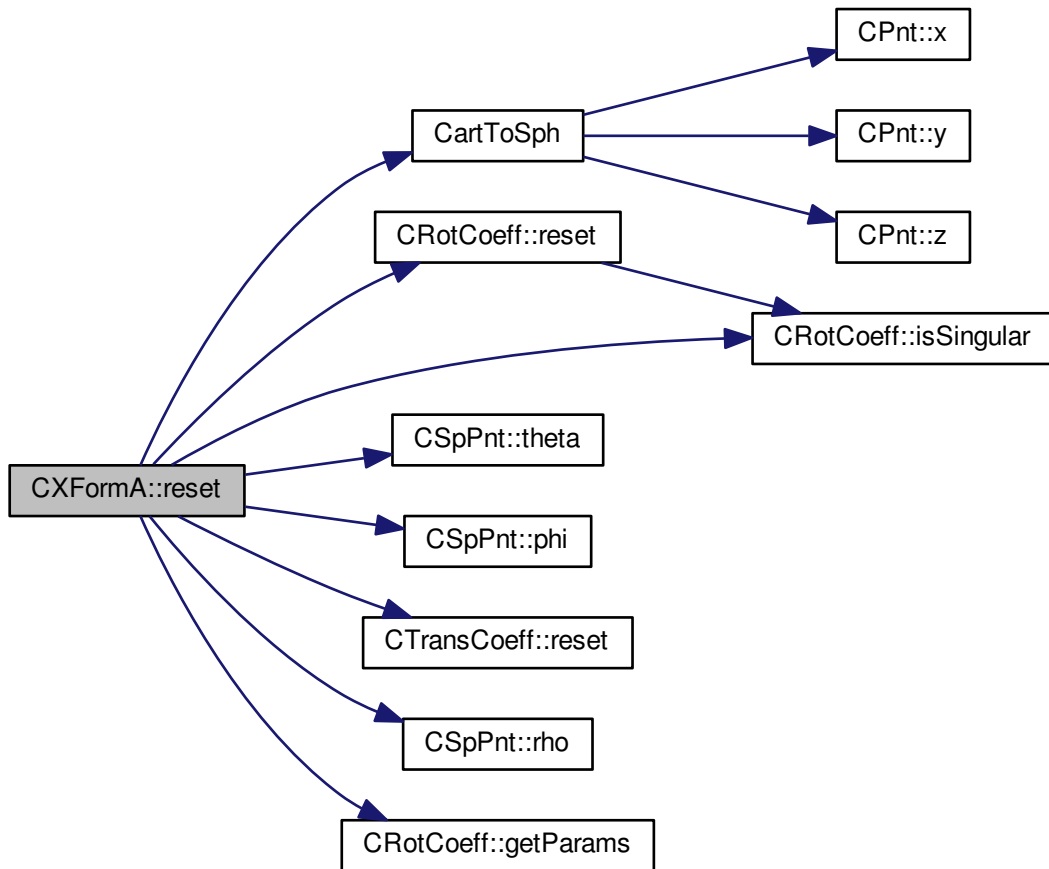 CPnt::x
CartToSph
CPnt::y
CRotCoeff::reset
CPnt::z
CRotCoeff::isSingular
CSpPnt::theta
CXFormA::reset
CSpPnt::phi
CTransCoeff::reset
CSpPnt::rho
CRotCoeff::getParams